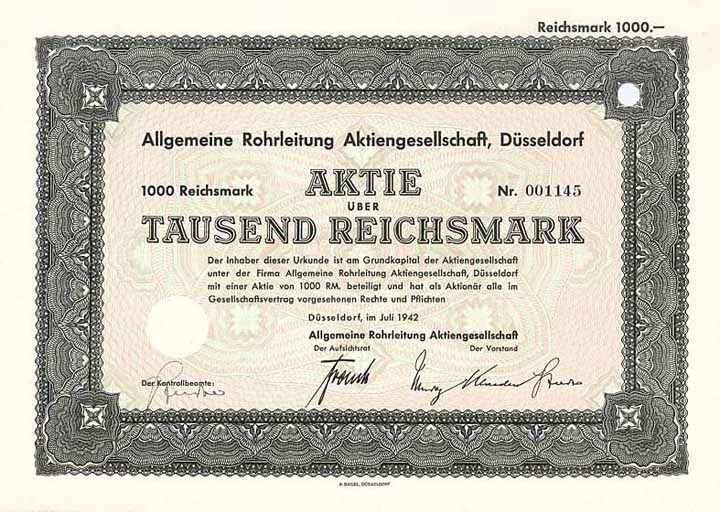 Reichsmark 1000.—
Allgemeine Rohrleitung Aktiengesellschaft, Düsseldorf
1000 Reichsmark AKTIE Nr. 001145
ÜBER
TAUSEND REICHSMARK
Der Inhaber dieser Urkunde ist am Grundkapital der Aktiengesellschaft
unter der Firma Allgemeine Rohrleitung Aktiengesellschaft, Düsseldorf
mit einer Aktie von 1000 RM. beteiligt und hat als Aktionär alle im
Gesellschaftsvertrag vorgesehenen Rechte und Pflichten
Düsseldorf, im Juli 1942
Allgemeine Rohrleitung Aktiengesellschaft
Der Aufsichtsrat Der Vorstand
Der Kontrollbeamte:
A. BAGEL, DÜSSELDORF